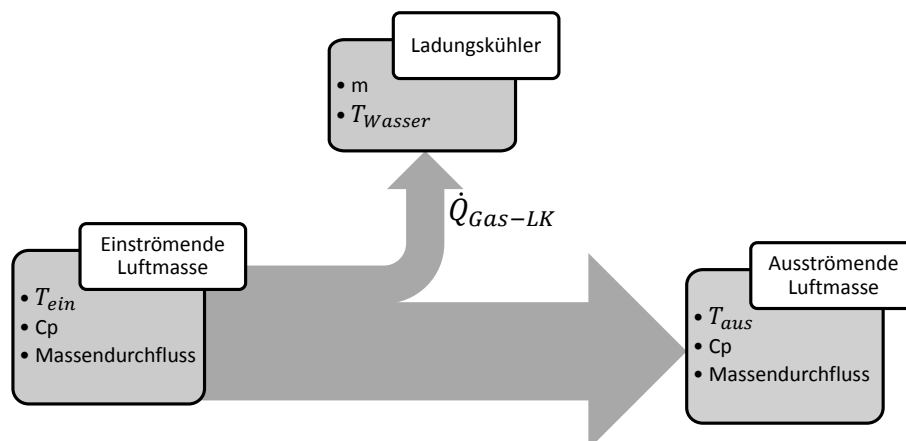 Ladungskühler
• m
• T_Wasser
Q̇_Gas−LK
Einströmende
Luftmasse
• T_ein
• Cp
• Massendurchfluss
Ausströmende
Luftmasse
• T_aus
• Cp
• Massendurchfluss